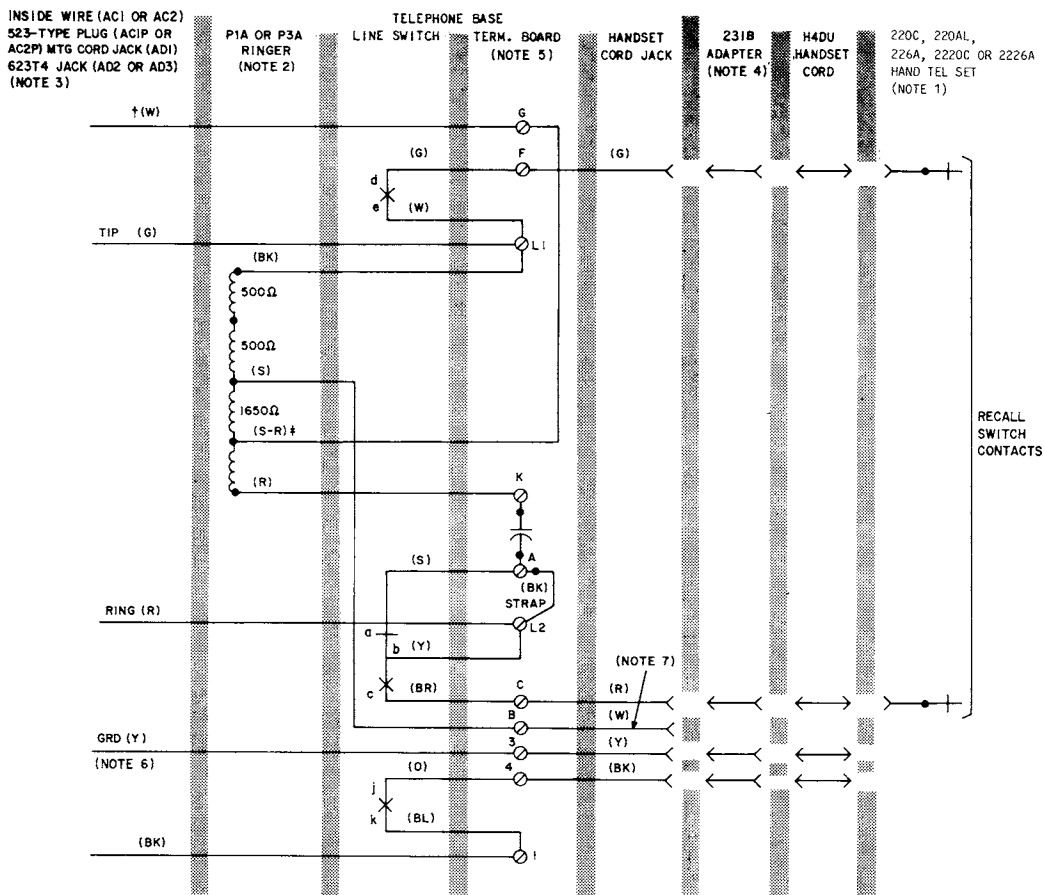 INSIDE WIRE (AC1 OR AC2)
523-TYPE PLUG (AC1P OR
AC2P) MTG CORD JACK (AD1)
623T4 JACK (AD2 OR AD3)
(NOTE 3)
P1A OR P3A
RINGER
(NOTE 2)
TELEPHONE BASE
LINE SWITCH
TERM. BOARD
(NOTE 5)
HANDSET
CORD JACK
231B
ADAPTER
(NOTE 4)
H4DU
HANDSET
CORD
220C, 220AL,
226A, 2220C OR 2226A
HAND TEL SET
(NOTE 1)
†(W)
G
(G)
F
(G)
d
e
(W)
TIP (G)
L1
(BK)
500Ω
500Ω
(S)
1650Ω
(S-R)‡
RECALL
SWITCH
CONTACTS
(R)
K
(S)
A
(BK)
STRAP
RING (R)
L2
a
b
(Y)
(NOTE 7)
c
(BR)
C
(R)
B
(W)
GRD (Y)
3
(Y)
(NOTE 6)
(O)
4
(BK)
j
k
(BL)
(BK)
1